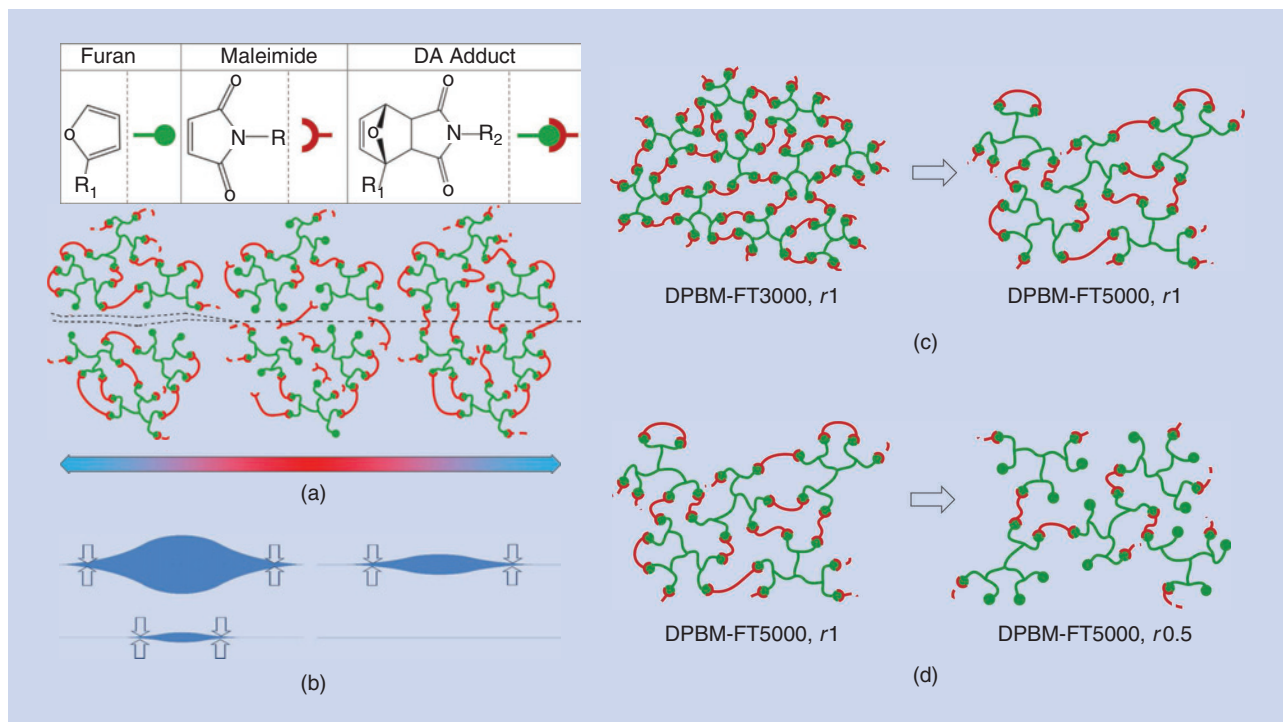 Furan Maleimide DA Adduct
O
R1
O
N R
O
O
O
N R2
O
R1
(a)
(b)
DPBM-FT3000, r1 DPBM-FT5000, r1
(c)
DPBM-FT5000, r1 DPBM-FT5000, r0.5
(d)